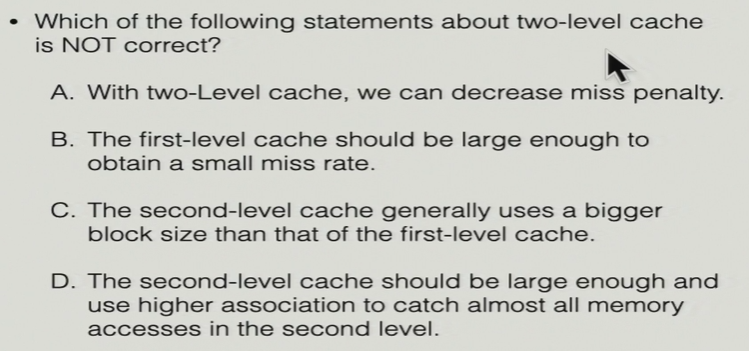 • Which of the following statements about two-level cache
is NOT correct?
A. With two-Level cache, we can decrease miss penalty.
B. The first-level cache should be large enough to
obtain a small miss rate.
C. The second-level cache generally uses a bigger
block size than that of the first-level cache.
D. The second-level cache should be large enough and
use higher association to catch almost all memory
accesses in the second level.